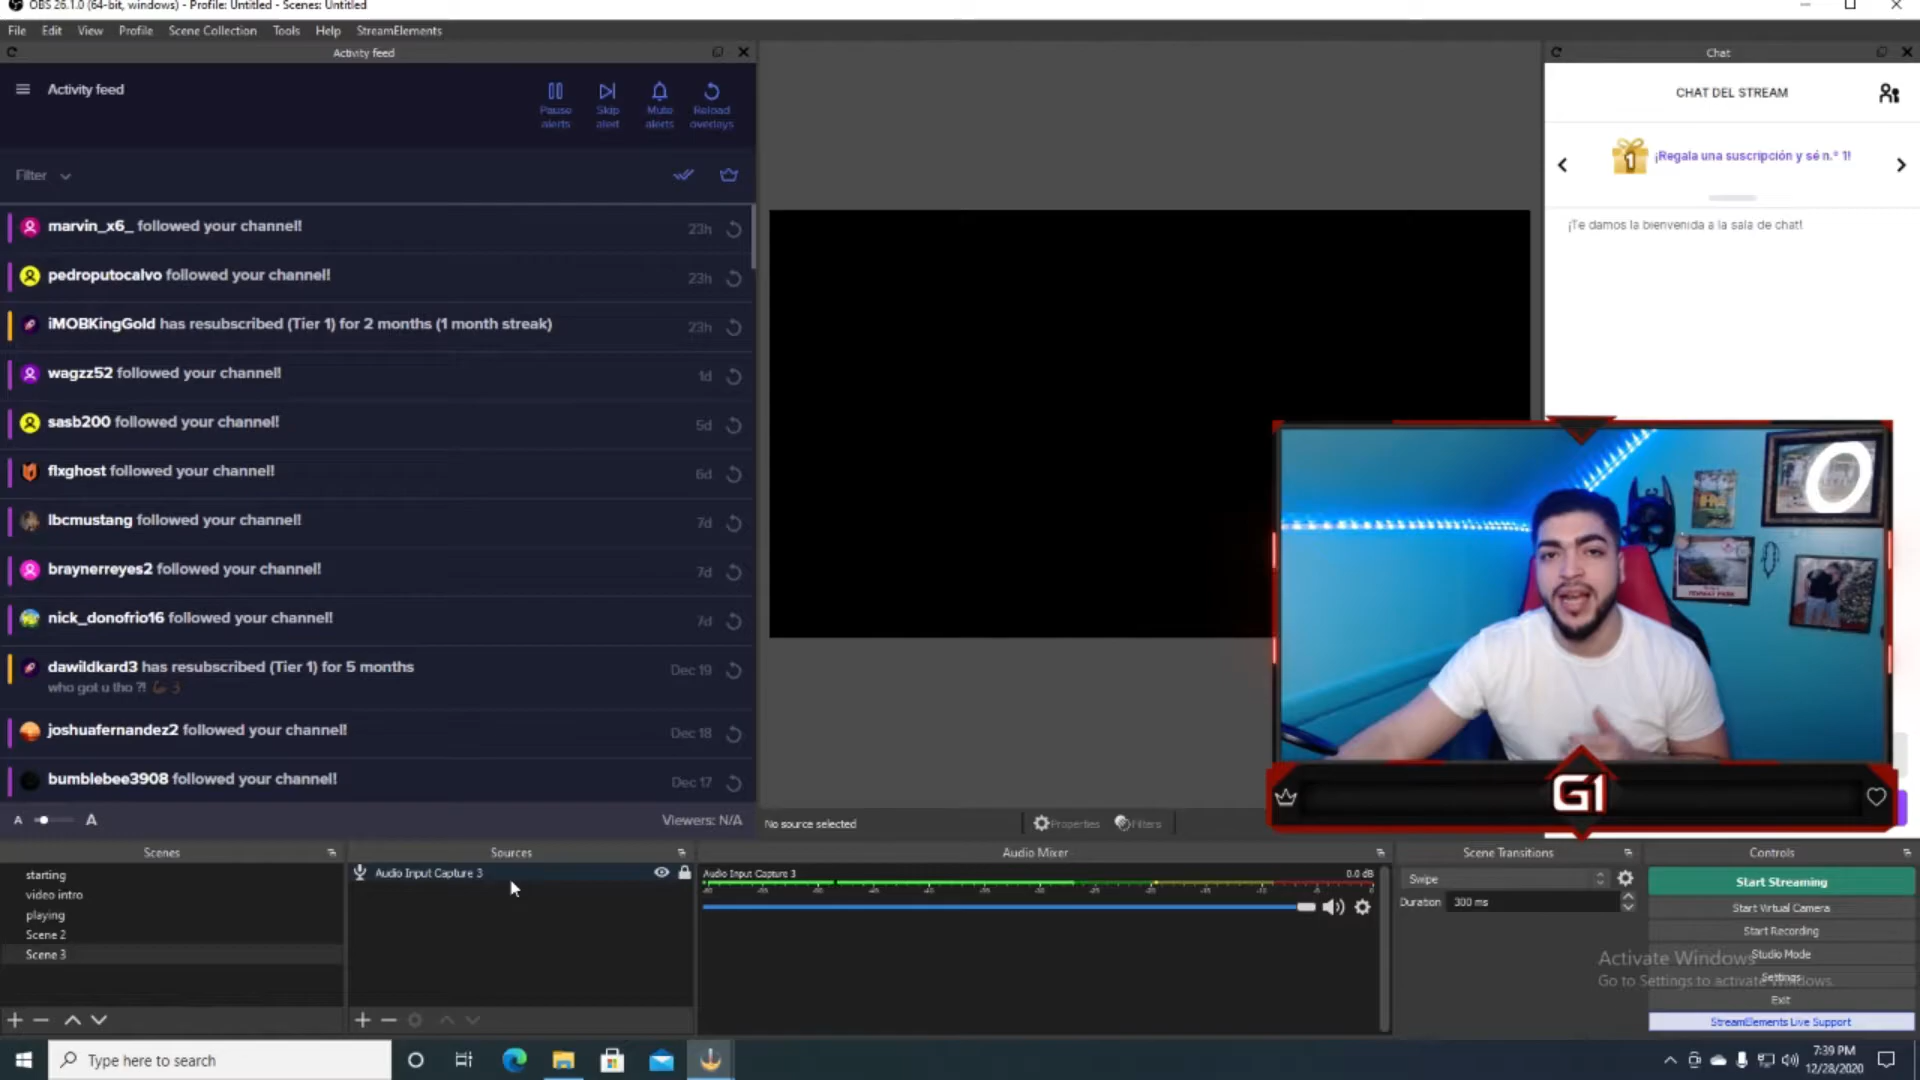 OBS 26.1.0 (64-bit, windows) - Profile: Untitled - Scenes: Untitled
File Edit View Profile Scene Collection Tools Help StreamElements
Activity feed
Activity feed
Pause alerts
Skip alert
Mute alerts
Reload overlays
Filter
marvin_x6_ followed your channel! 23h
pedroputocalvo followed your channel! 23h
iMOBKingGold has resubscribed (Tier 1) for 2 months (1 month streak) 23h
wagzz52 followed your channel! 1d
sasb200 followed your channel! 5d
flxghost followed your channel! 6d
lbcmustang followed your channel! 7d
braynerreyes2 followed your channel! 7d
nick_donofrio16 followed your channel! 7d
dawildkard3 has resubscribed (Tier 1) for 5 months Dec 19
who got u tho ?!
joshuafernandez2 followed your channel! Dec 18
bumblebee3908 followed your channel! Dec 17
A A Viewers: N/A
Chat
CHAT DEL STREAM
1 ¡Regala una suscripción y sé n.º 1!
¡Te damos la bienvenida a la sala de chat!
G1
No source selected Properties Filters
Scenes
starting
video intro
playing
Scene 2
Scene 3
Sources
Audio Input Capture 3
Audio Mixer
Audio Input Capture 3 0.0 dB
Scene Transitions
Swipe
Duration 300 ms
Controls
Start Streaming
Start Virtual Camera
Start Recording
Studio Mode
Settings
Exit
StreamElements Live Support
Activate Windows
Go to Settings to activate Windows.
Type here to search
7:39 PM
12/28/2020